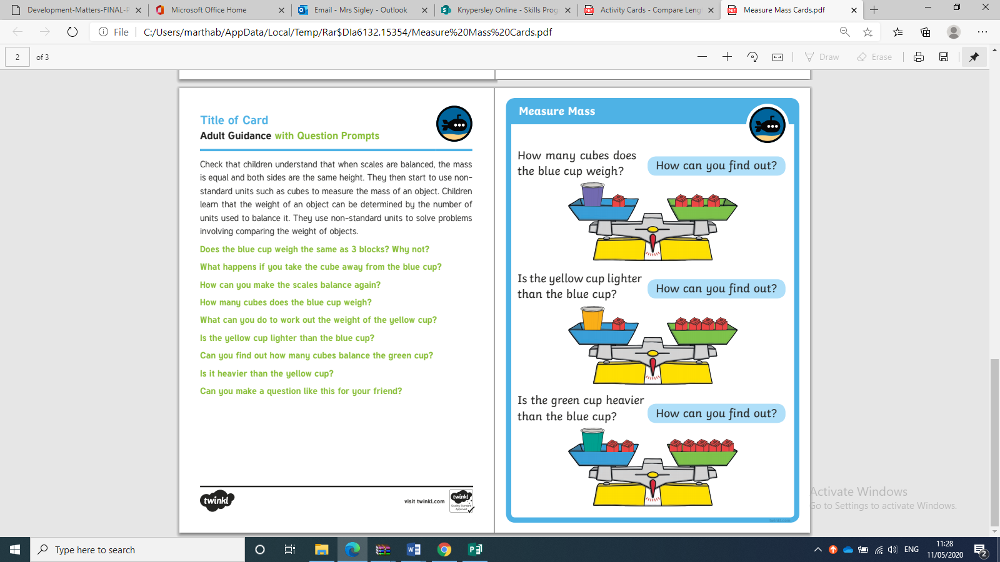 Development-Matters-FINAL-P
Microsoft Office Home
Email - Mrs Sigley - Outlook
Knypersley Online - Skills Prog
Activity Cards - Compare Leng
Measure Mass Cards.pdf
File
C:/Users/marthab/AppData/Local/Temp/Rar$DIa6132.15354/Measure%20Mass%20Cards.pdf
2 of 3
Draw
Erase
Title of Card
Adult Guidance with Question Prompts
Check that children understand that when scales are balanced, the mass
is equal and both sides are the same height. They then start to use non-
standard units such as cubes to measure the mass of an object. Children
learn that the weight of an object can be determined by the number of
units used to balance it. They use non-standard units to solve problems
involving comparing the weight of objects.
Does the blue cup weigh the same as 3 blocks? Why not?
What happens if you take the cube away from the blue cup?
How can you make the scales balance again?
How many cubes does the blue cup weigh?
What can you do to work out the weight of the yellow cup?
Is the yellow cup lighter than the blue cup?
Can you find out how many cubes balance the green cup?
Is it heavier than the yellow cup?
Can you make a question like this for your friend?
twinkl
visit twinkl.com
twinkl
Quality Standard
Approved
Measure Mass
How many cubes does
the blue cup weigh?
How can you find out?
Is the yellow cup lighter
than the blue cup?
How can you find out?
Is the green cup heavier
than the blue cup?
How can you find out?
twinkl.com
Activate Windows
Go to Settings to activate Windows.
Type here to search
ENG
11:28
11/05/2020
2